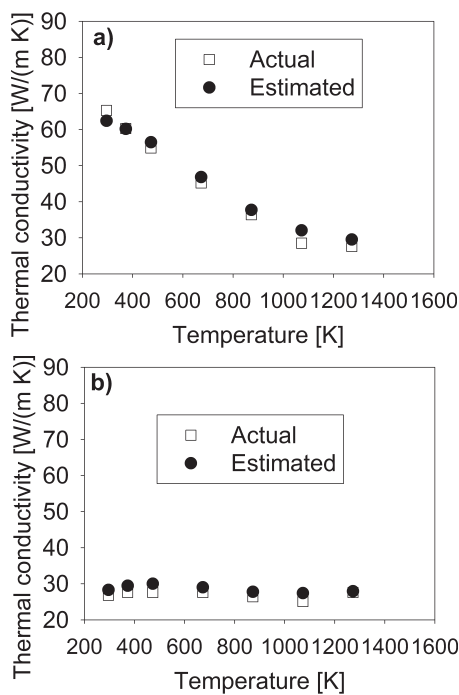 a)
Actual
Estimated
90
80
70
60
50
40
30
20
Thermal conductivity [W/(m K)]
200 400 600 800 1000 1200 1400 1600
Temperature [K]
b)
Actual
Estimated
90
80
70
60
50
40
30
20
Thermal conductivity [W/(m K)]
200 400 600 800 1000 1200 1400 1600
Temperature [K]